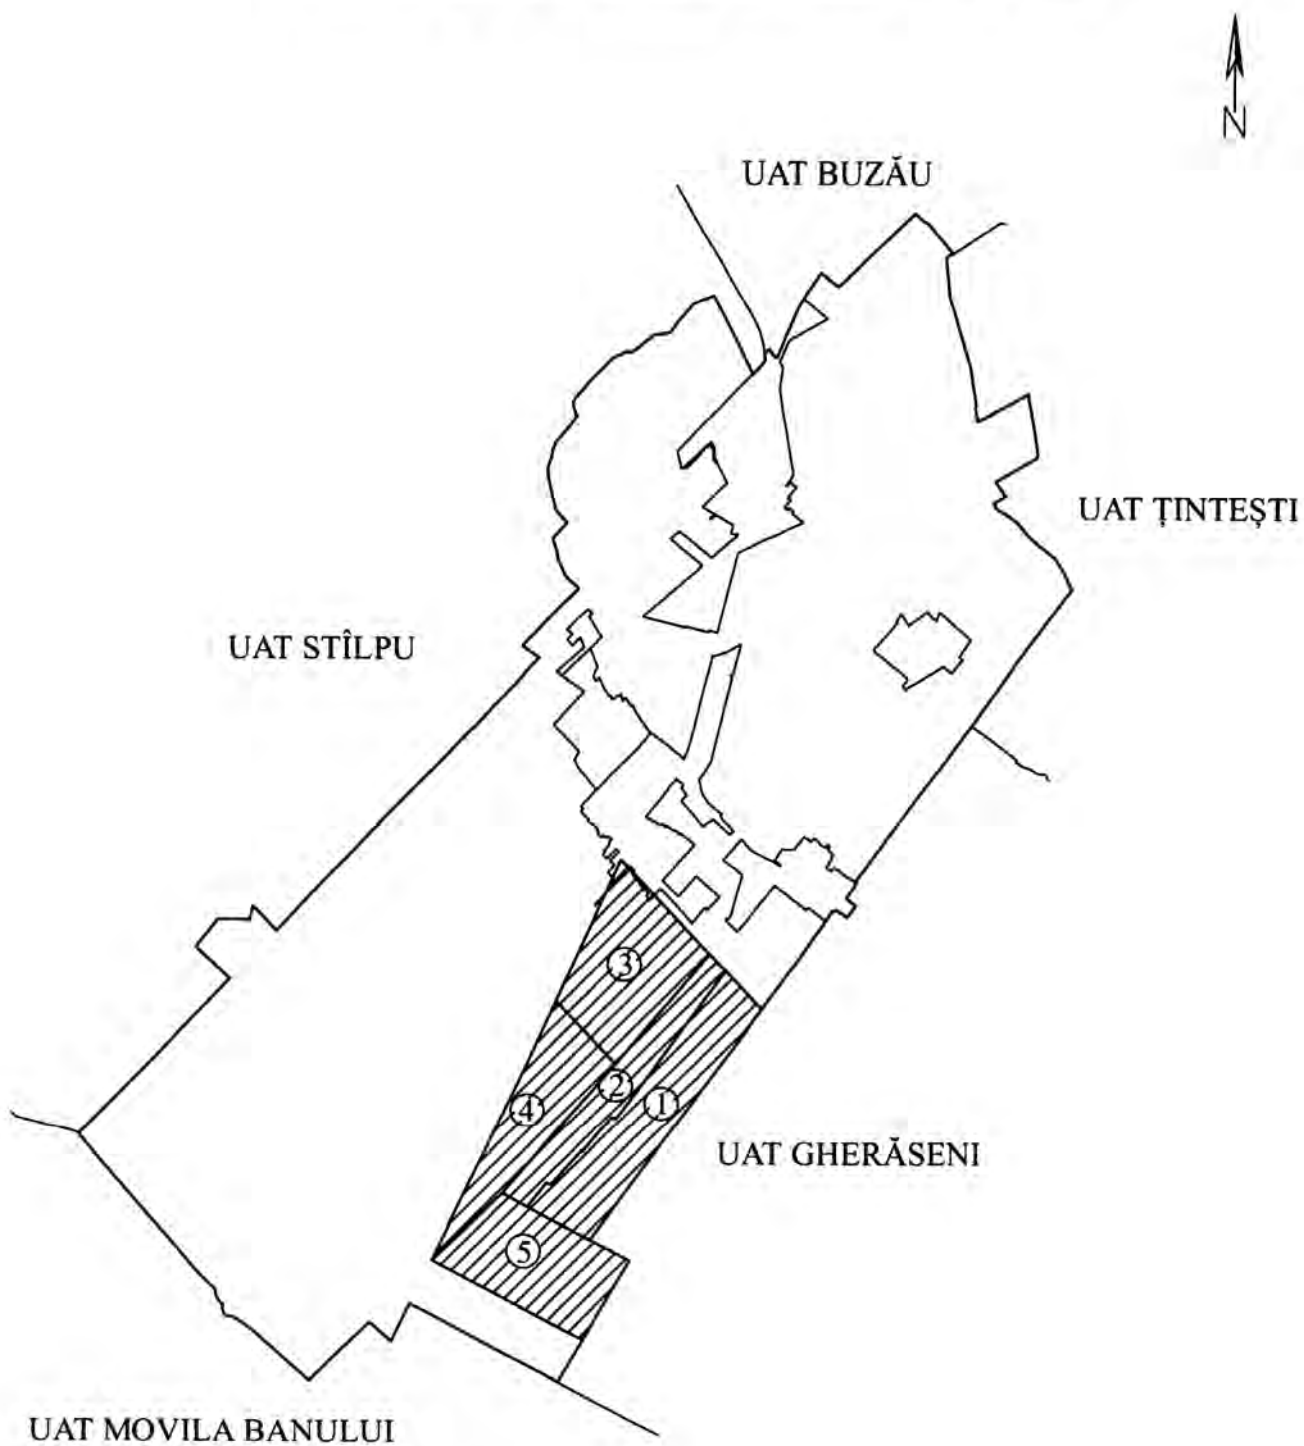 N
UAT BUZĂU
UAT ȚINTEȘTI
UAT STÎLPU
3
2
4
1
UAT GHERĂSENI
5
UAT MOVILA BANULUI